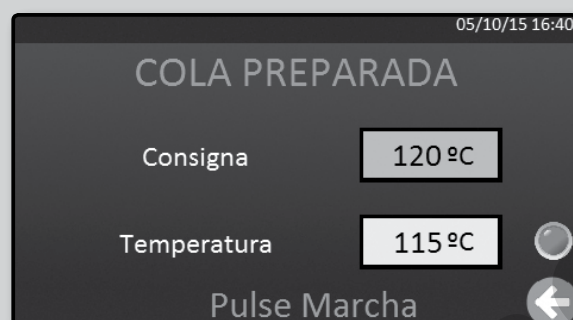 05/10/15 16:40
COLA PREPARADA
Consigna 120 ºC
Temperatura 115 ºC
Pulse Marcha